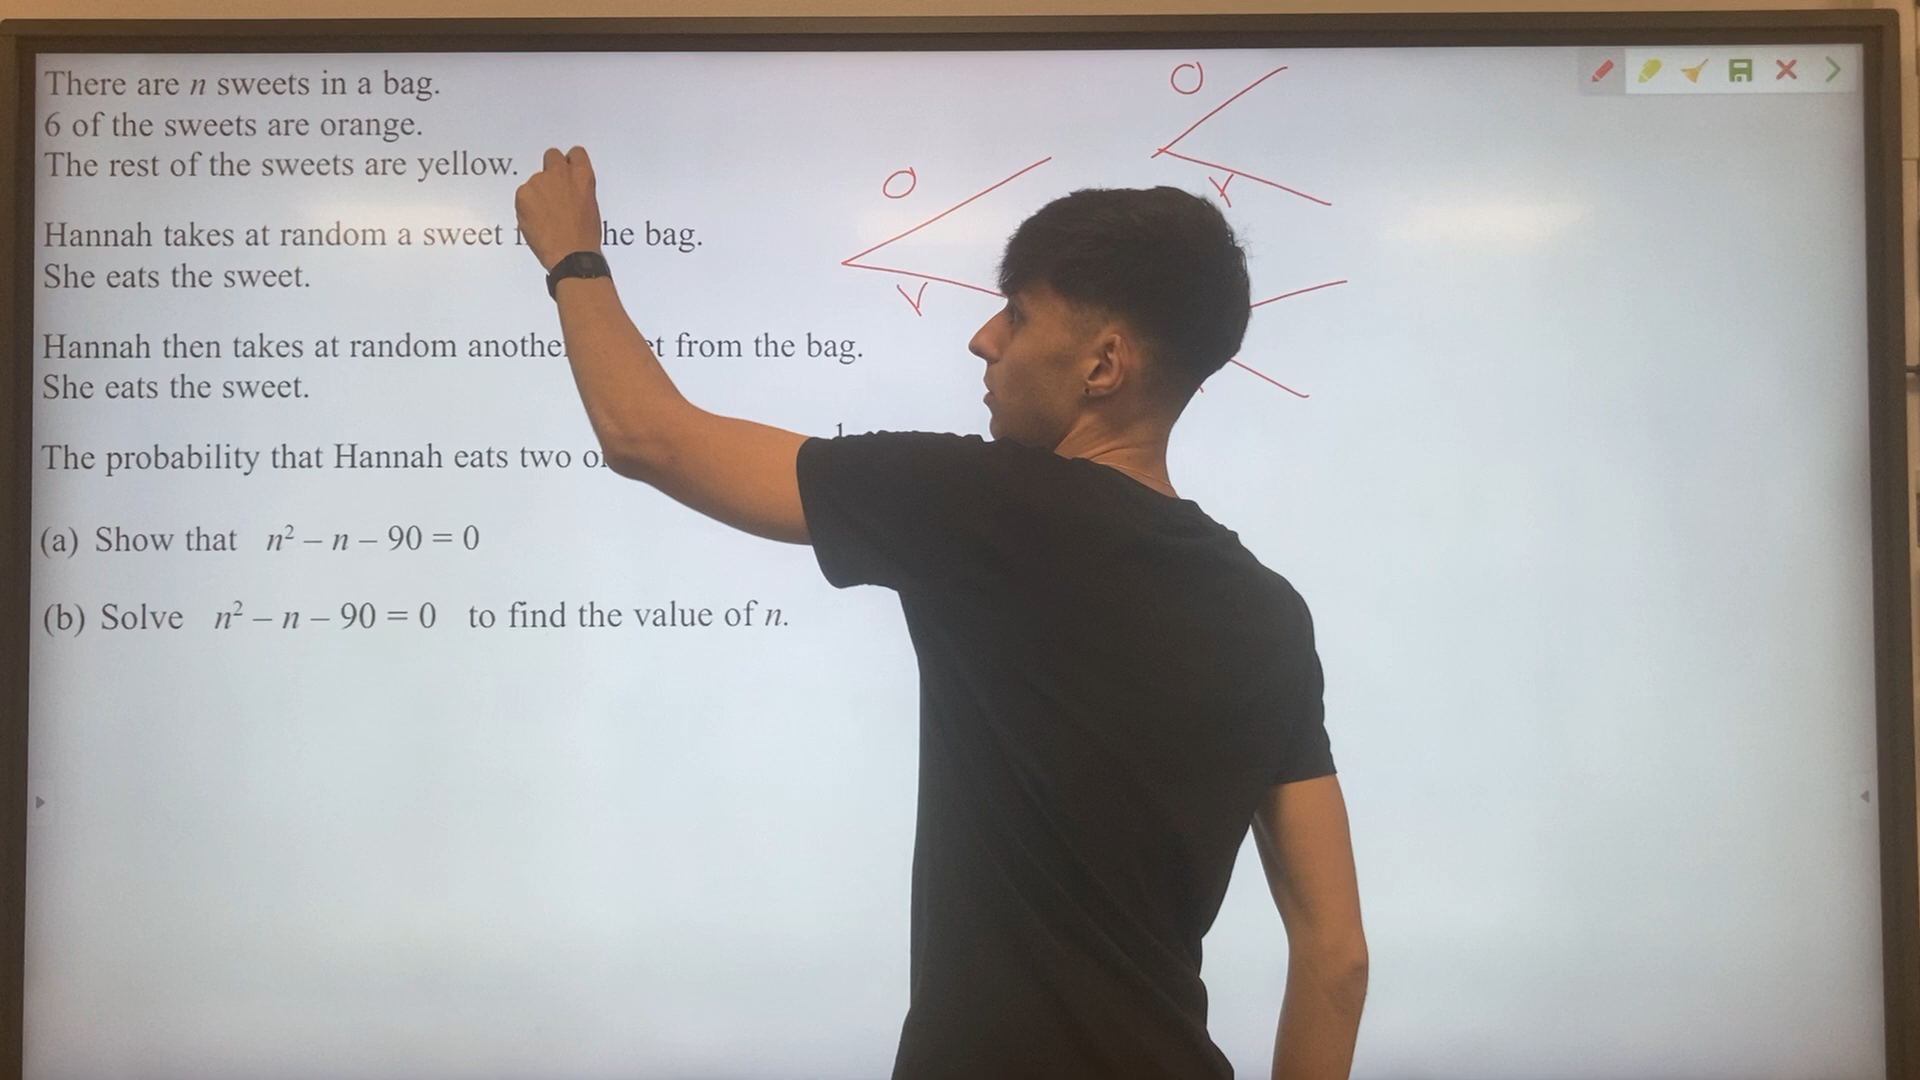 There are n sweets in a bag.
6 of the sweets are orange.
The rest of the sweets are yellow.
Hannah takes at random a sweet he bag.
She eats the sweet.
Hannah then takes at random another from the bag.
She eats the sweet.
The probability that Hannah eats two
(a) Show that n² – n – 90 = 0
(b) Solve n² – n – 90 = 0 to find the value of n.
O
Y
O
Y